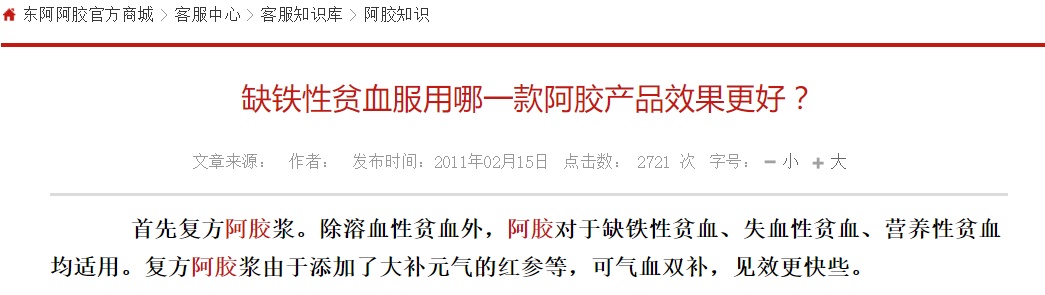 东阿阿胶官方商城 > 客服中心 > 客服知识库 > 阿胶知识
缺铁性贫血服用哪一款阿胶产品效果更好？
文章来源： 作者： 发布时间：2011年02月15日 点击数： 2721 次 字号： － 小 ＋ 大
首先复方阿胶浆。除溶血性贫血外，阿胶对于缺铁性贫血、失血性贫血、营养性贫血
均适用。复方阿胶浆由于添加了大补元气的红参等，可气血双补，见效更快些。